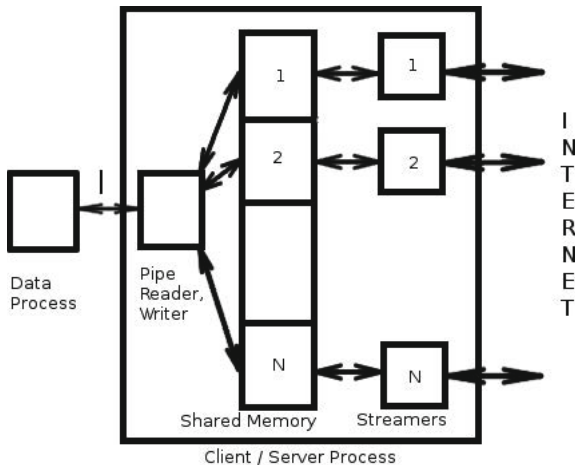 1
1
2
2
I
Data
Process
Pipe
Reader,
Writer
N
N
Shared Memory
Streamers
Client / Server Process
I
N
T
E
R
N
E
T